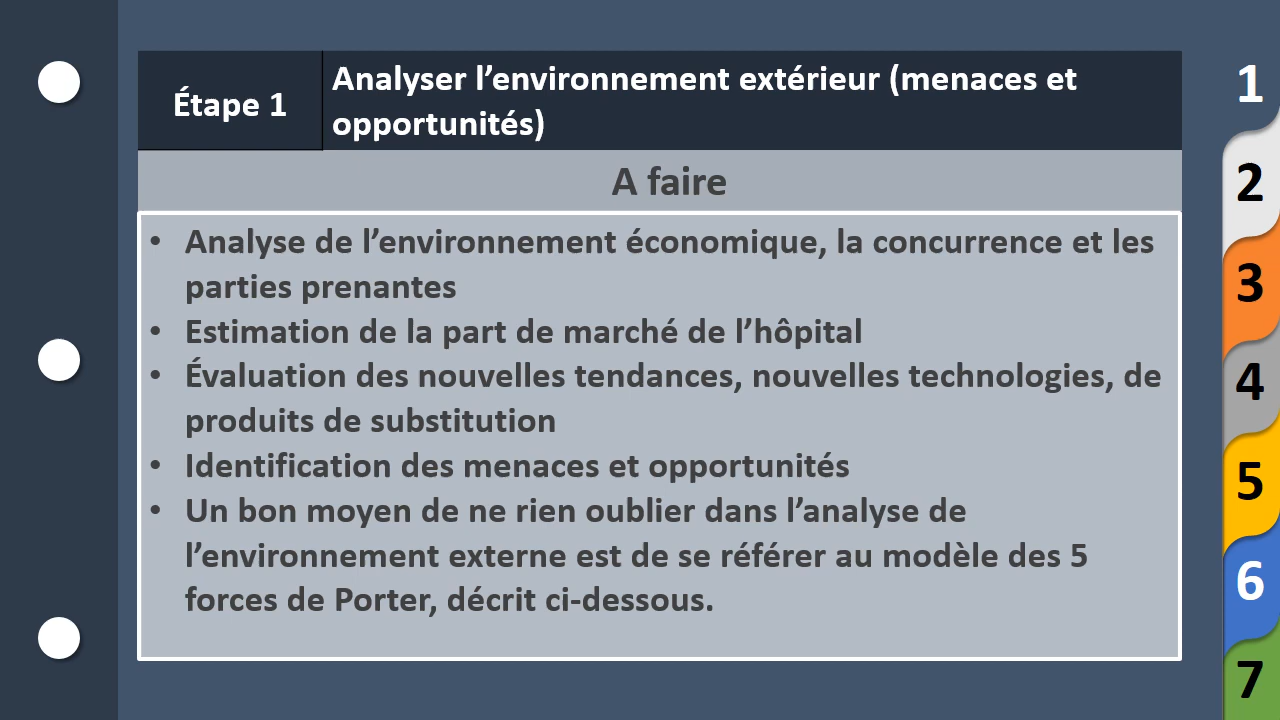 Étape 1
Analyser l’environnement extérieur (menaces et
opportunités)
A faire
• Analyse de l’environnement économique, la concurrence et les
parties prenantes
• Estimation de la part de marché de l’hôpital
• Évaluation des nouvelles tendances, nouvelles technologies, de
produits de substitution
• Identification des menaces et opportunités
• Un bon moyen de ne rien oublier dans l’analyse de
l’environnement externe est de se référer au modèle des 5
forces de Porter, décrit ci-dessous.
1
2
3
4
5
6
7